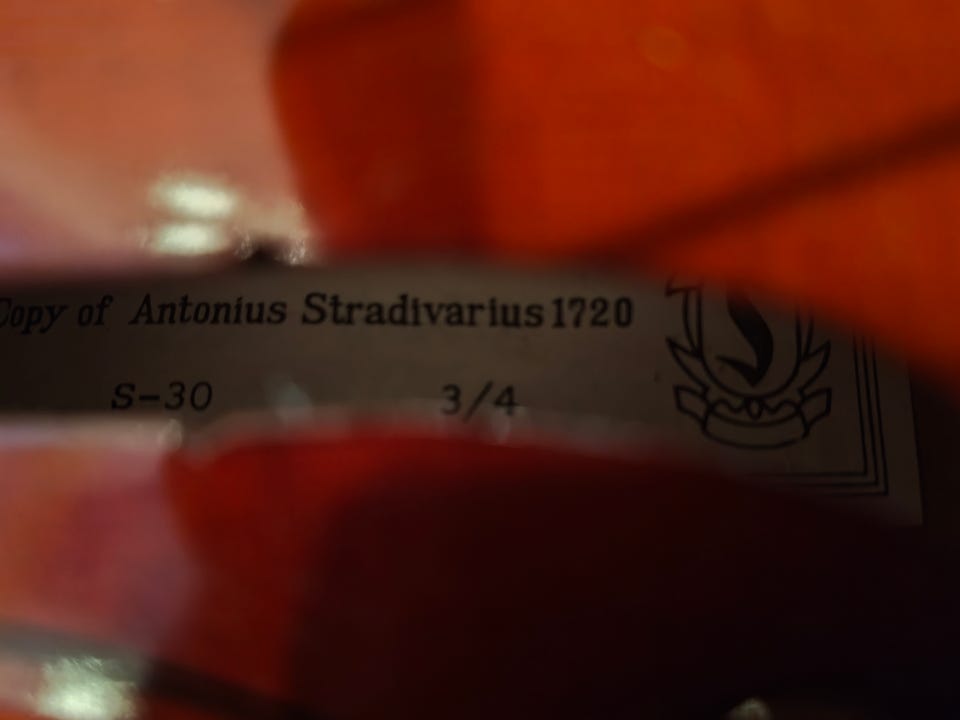 Copy of Antonius Stradivarius 1720
S-30 3/4